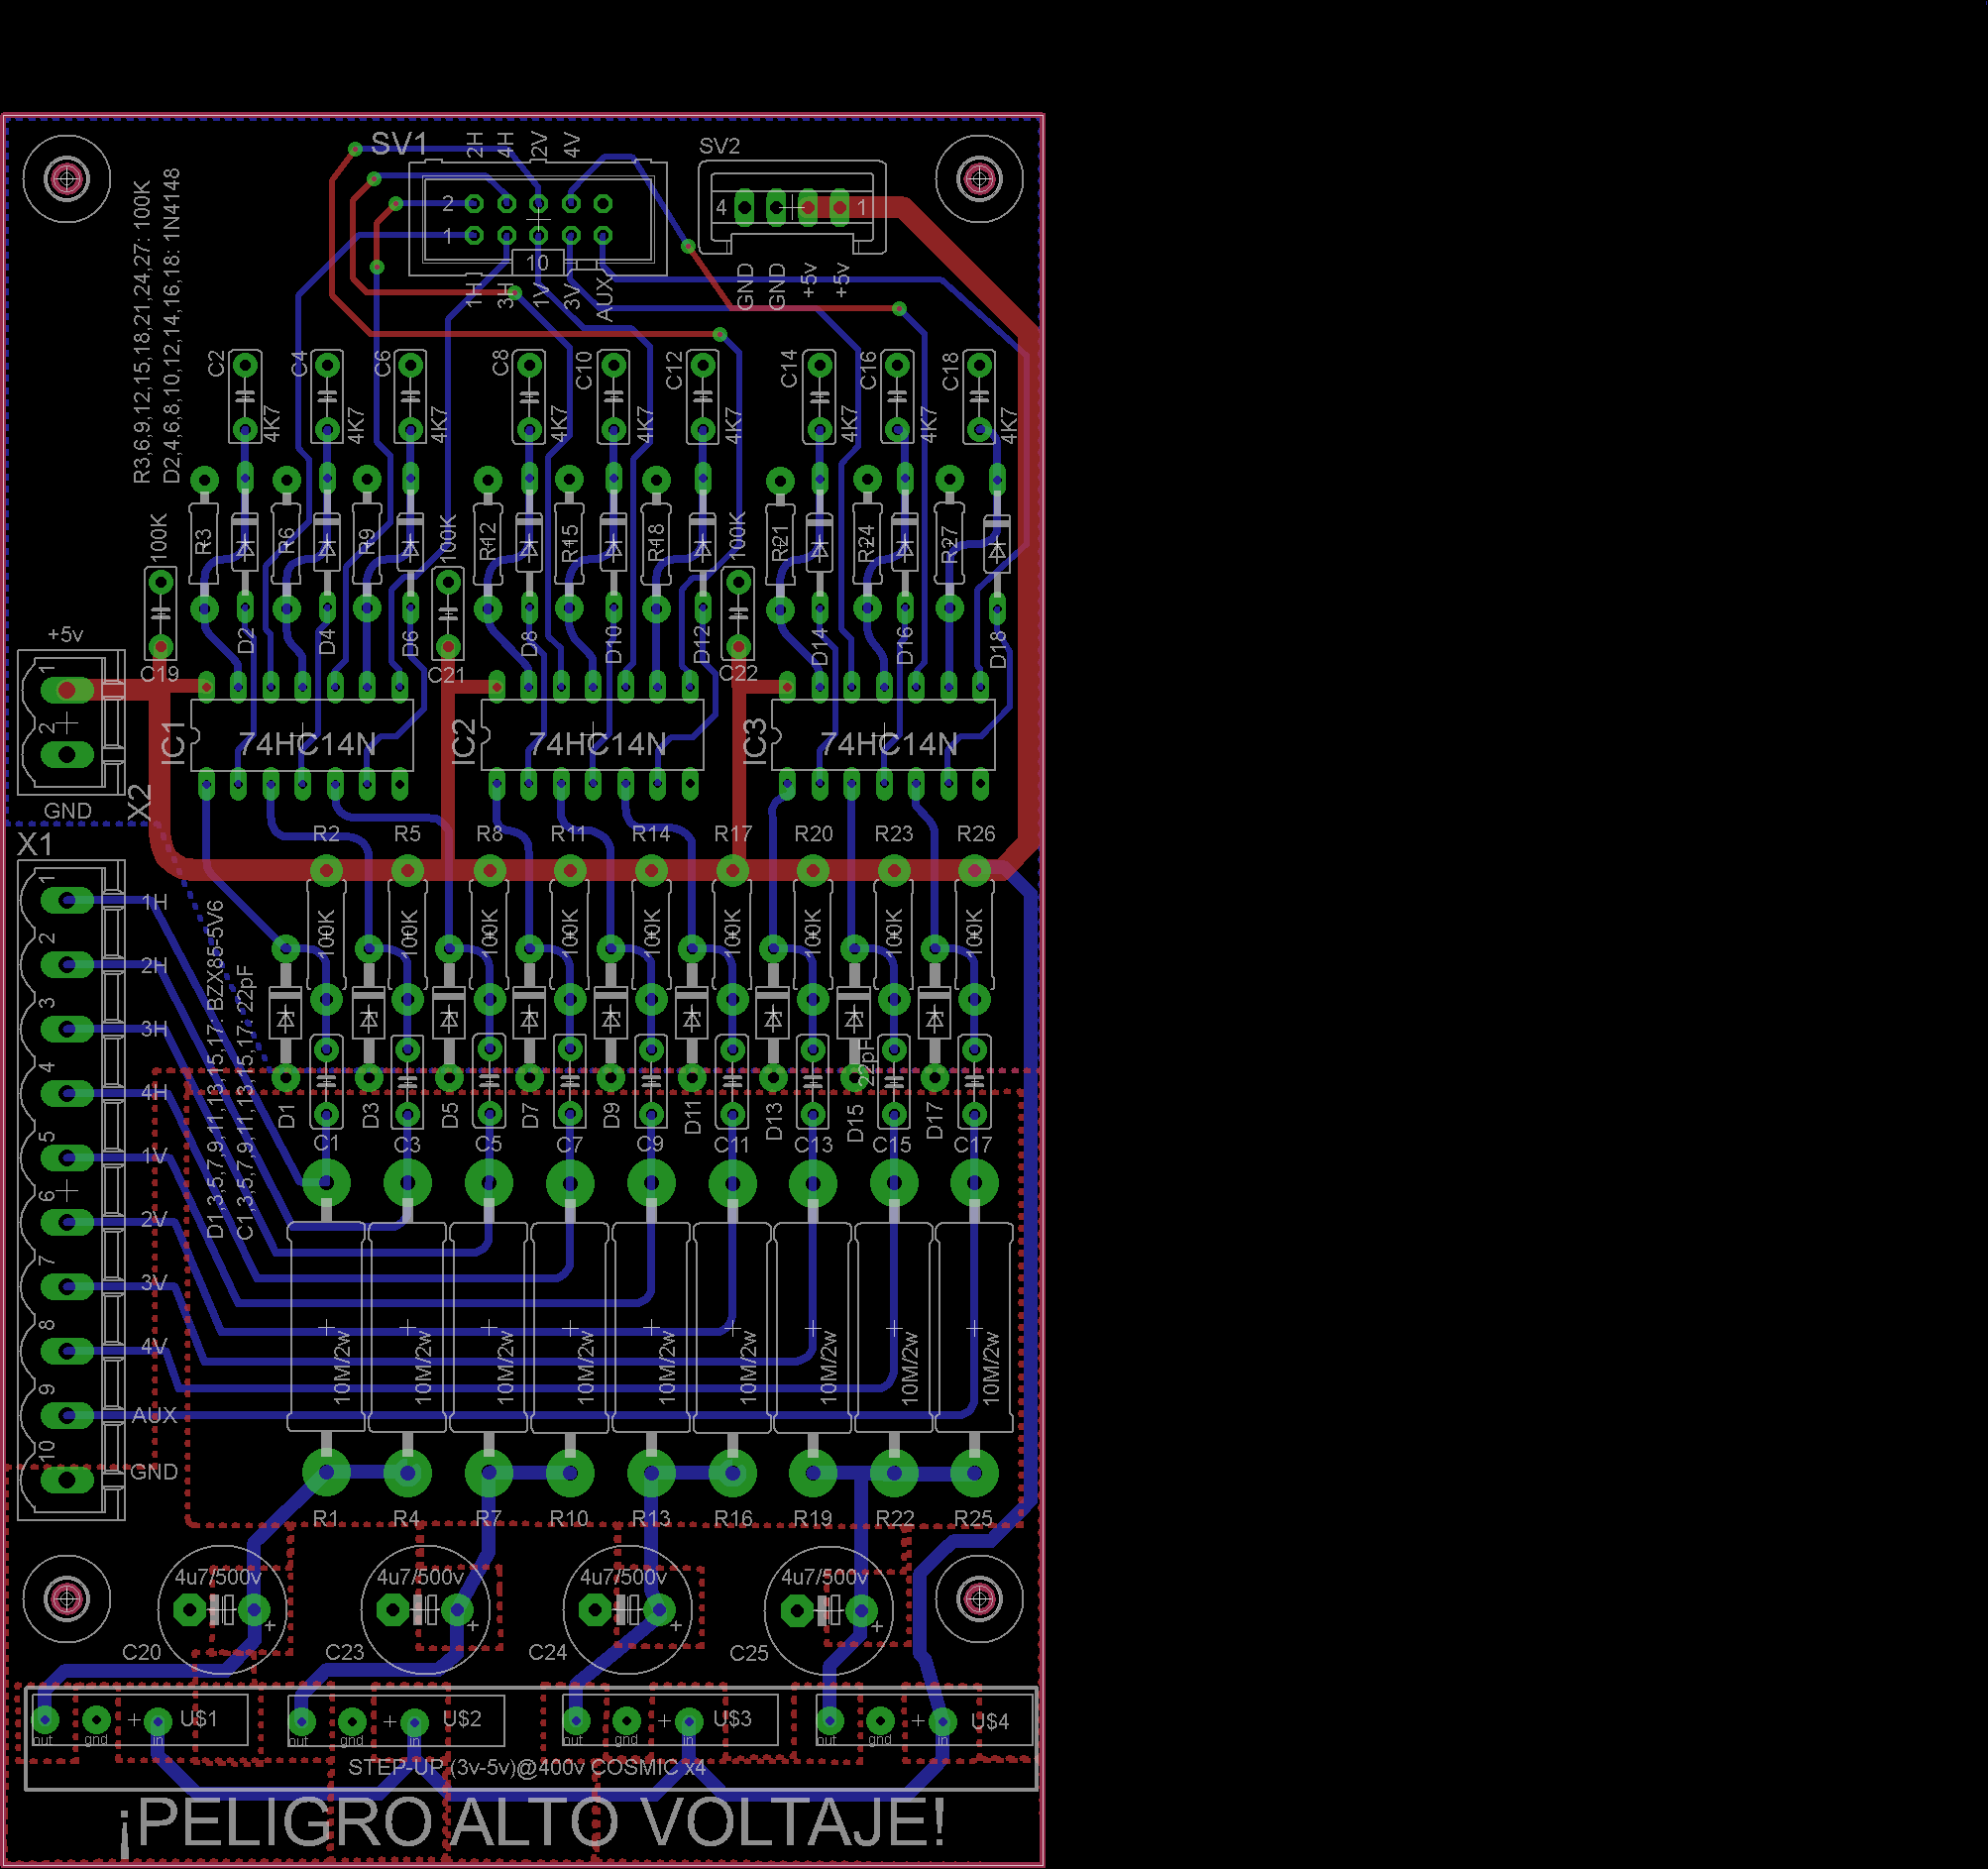 SV1
2H 4H 2V 4V
SV2
R3,6,9,12,15,18,21,24,27: 100K
D2,4,6,8,10,12,14,16,18: 1N4148
2
1
10
4 1
1H 3H 1V 3V AUX
GND GND +5v +5v
C2 C4 C6 C8 C10 C12 C14 C16 C18
4K7 4K7 4K7 4K7 4K7 4K7 4K7 4K7 4K7
R3 R6 R9 R12 R15 R18 R21 R24 R27
100K 100K 100K
D2 D4 D6 D8 D10 D12 D14 D16 D18
C19 C21 C22
+5v
1
2
GND
X2
IC1 74HC14N
IC2 74HC14N
IC3 74HC14N
R2 R5 R8 R11 R14 R17 R20 R23 R26
X1
1 1H
2 2H
3 3H
4 4H
5 1V
6 2V
7 3V
8 4V
9 AUX
10 GND
D1,3,5,7,9,11,13,15,17: BZX85-5V6
C1,3,5,7,9,11,13,15,17: 22pF
100K 100K 100K 100K 100K 100K 100K 100K 100K
22pF
D1 D3 D5 D7 D9 D11 D13 D15 D17
C1 C3 C5 C7 C9 C11 C13 C15 C17
10M/2w 10M/2w 10M/2w 10M/2w 10M/2w 10M/2w 10M/2w 10M/2w 10M/2w
R1 R4 R7 R10 R13 R16 R19 R22 R25
4u7/500v 4u7/500v 4u7/500v 4u7/500v
+ + + +
C20 C23 C24 C25
U$1 U$2 U$3 U$4
out gnd in out gnd in out gnd in out gnd in
STEP-UP (3v-5v)@400v COSMIC x4
¡PELIGRO ALTO VOLTAJE!